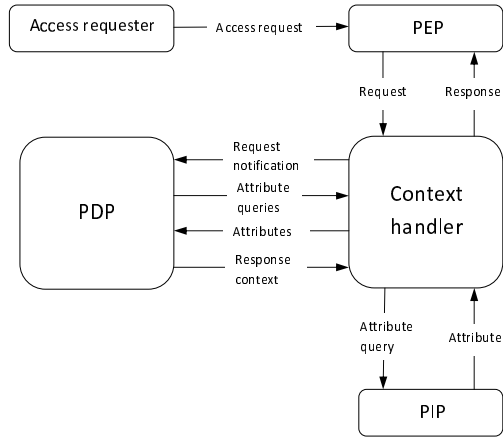 Access requester
Access request
PEP
Request
Response
Request
notification
Attribute
queries
Attributes
Response
context
PDP
Context
handler
Attribute
query
Attribute
PIP